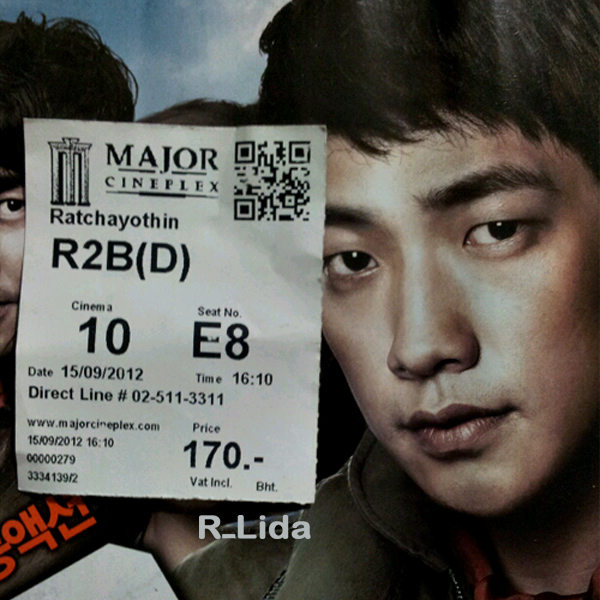 MAJOR
CINEPLEX
Ratchayothin
R2B(D)
Cinema
Seat No.
10
E8
Date 15/09/2012
Time 16:10
Direct Line # 02-511-3311
www.majorcineplex.com
15/09/2012 16:10
00000279
3334139/2
Price
170.-
Vat Incl.
Bht.
R_Lida
액션